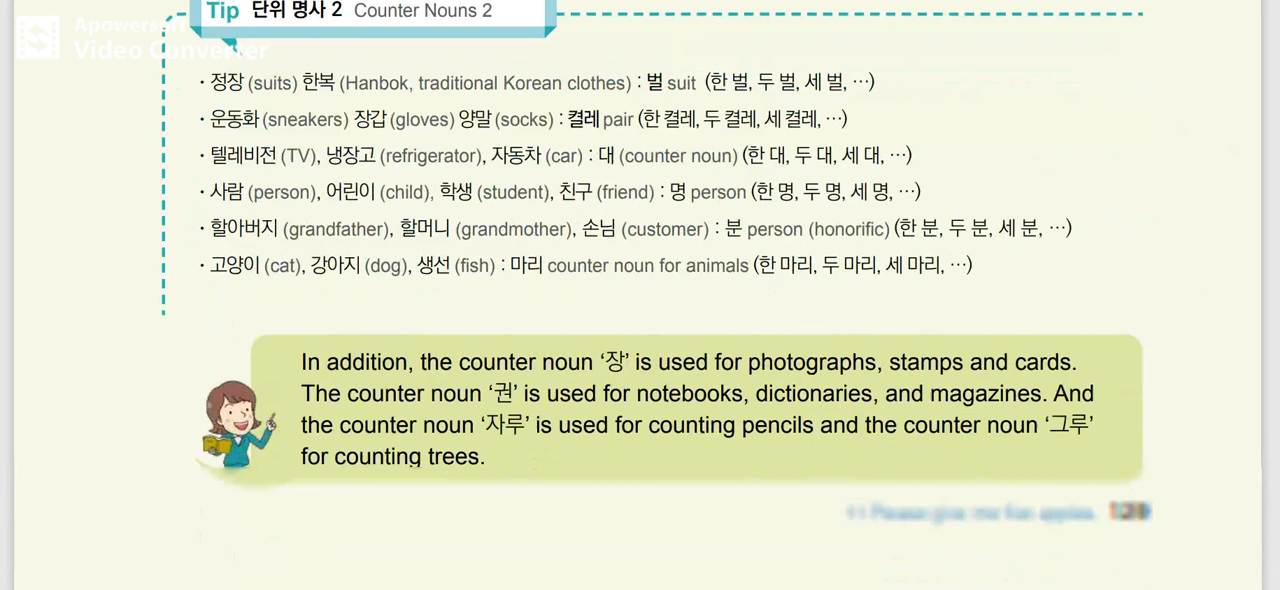 Tip 단위 명사 2 Counter Nouns 2
Apowersoft
Video Converter
· 정장 (suits) 한복 (Hanbok, traditional Korean clothes) : 벌 suit (한 벌, 두 벌, 세 벌, ···)
· 운동화 (sneakers) 장갑 (gloves) 양말 (socks) : 켤레 pair (한 켤레, 두 켤레, 세 켤레, ···)
· 텔레비전 (TV), 냉장고 (refrigerator), 자동차 (car) : 대 (counter noun) (한 대, 두 대, 세 대, ···)
· 사람 (person), 어린이 (child), 학생 (student), 친구 (friend) : 명 person (한 명, 두 명, 세 명, ···)
· 할아버지 (grandfather), 할머니 (grandmother), 손님 (customer) : 분 person (honorific) (한 분, 두 분, 세 분, ···)
· 고양이 (cat), 강아지 (dog), 생선 (fish) : 마리 counter noun for animals (한 마리, 두 마리, 세 마리, ···)
In addition, the counter noun ‘장’ is used for photographs, stamps and cards.
The counter noun ‘권’ is used for notebooks, dictionaries, and magazines. And
the counter noun ‘자루’ is used for counting pencils and the counter noun ‘그루’
for counting trees.
Please give me five apples.